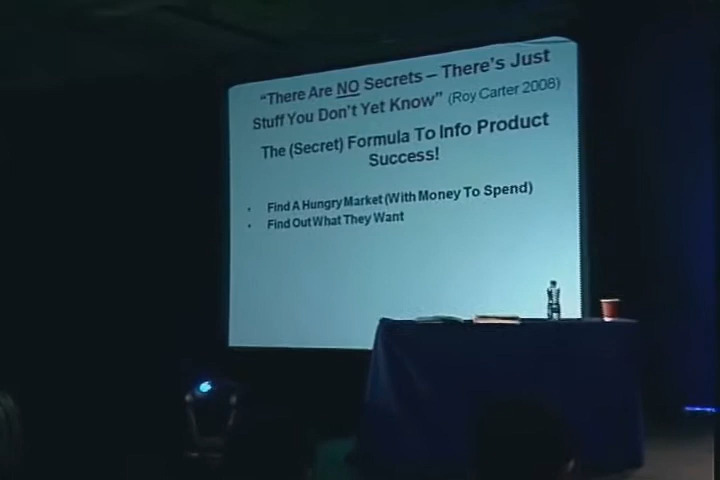 “There Are NO Secrets – There’s Just
Stuff You Don’t Yet Know” (Roy Carter 2008)
The (Secret) Formula To Info Product
Success!
• Find A Hungry Market (With Money To Spend)
• Find Out What They Want